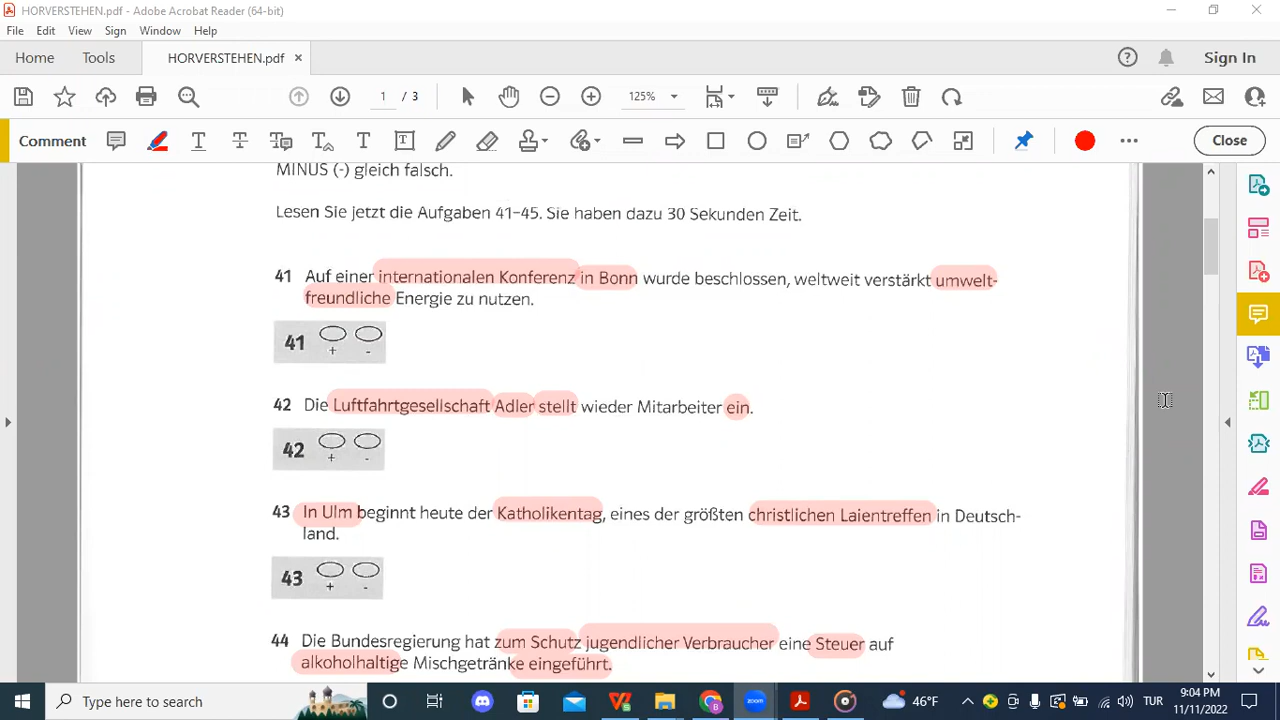 HORVERSTEHEN.pdf - Adobe Acrobat Reader (64-bit)
File Edit View Sign Window Help
Home Tools HORVERSTEHEN.pdf × Sign In
1 / 3 125%
Comment Close
MINUS (-) gleich falsch.
Lesen Sie jetzt die Aufgaben 41–45. Sie haben dazu 30 Sekunden Zeit.
41 Auf einer internationalen Konferenz in Bonn wurde beschlossen, weltweit verstärkt umwelt-
freundliche Energie zu nutzen.
41 + -
42 Die Luftfahrtgesellschaft Adler stellt wieder Mitarbeiter ein.
42 + -
43 In Ulm beginnt heute der Katholikentag, eines der größten christlichen Laientreffen in Deutsch-
land.
43 + -
44 Die Bundesregierung hat zum Schutz jugendlicher Verbraucher eine Steuer auf
alkoholhaltige Mischgetränke eingeführt.
Type here to search 46°F TUR 9:04 PM
11/11/2022
zoom